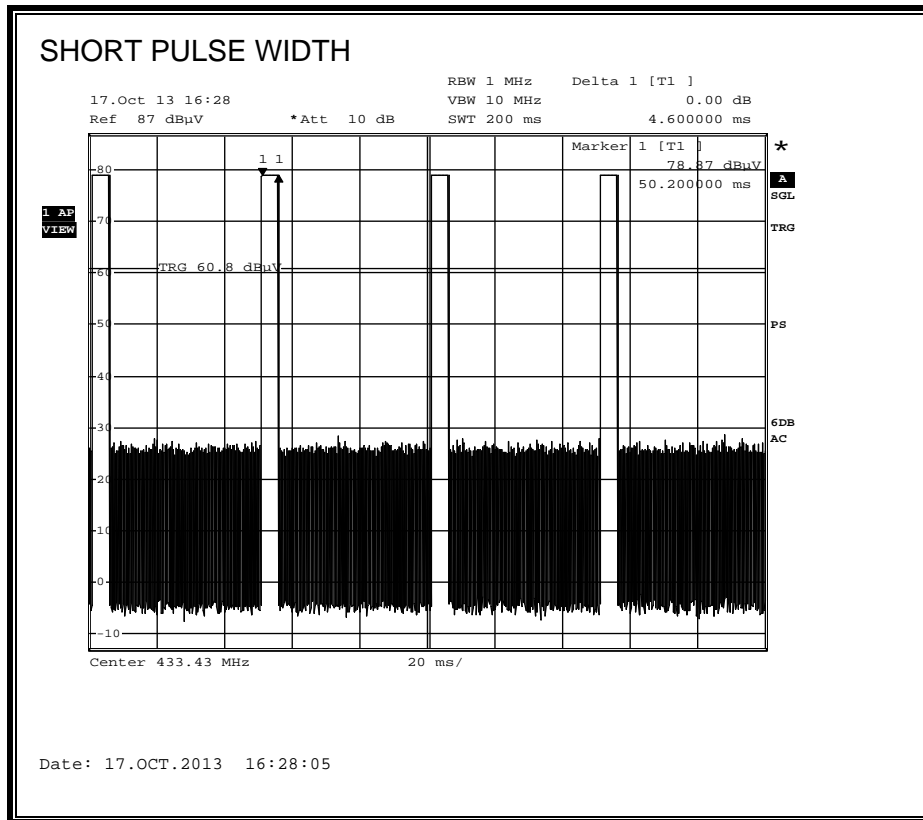 SHORT PULSE WIDTH
RBW 1 MHz Delta 1 [T1 ]
17.Oct 13 16:28 VBW 10 MHz 0.00 dB
Ref 87 dBµV *Att 10 dB SWT 200 ms 4.600000 ms
Marker 1 [T1 ]
78.87 dBµV
50.200000 ms
1 1
*
A
SGL
TRG
PS
6DB
AC
1 AP
VIEW
80
70
TRG 60.8 dBµV
60
50
40
30
20
10
0
-10
Center 433.43 MHz 20 ms/
Date: 17.OCT.2013 16:28:05